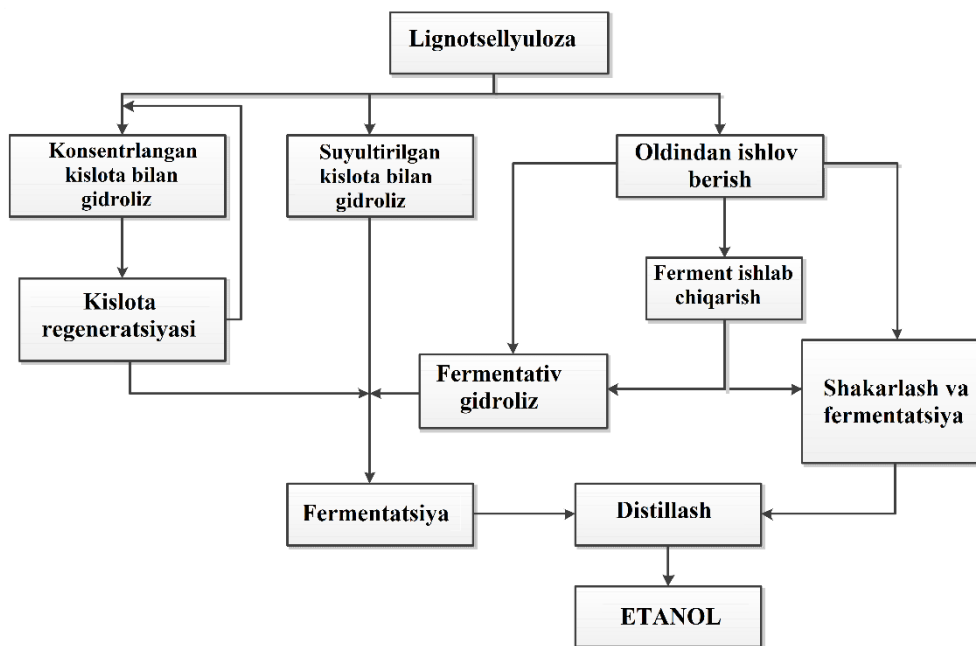 Lignotsellyuloza
Konsentrlangan
kislota bilan
gidroliz
Suyultirilgan
kislota bilan
gidroliz
Oldindan ishlov
berish
Kislota
regeneratsiyasi
Ferment ishlab
chiqarish
Fermentativ
gidroliz
Shakarlash va
fermentatsiya
Fermentatsiya
Distillash
ETANOL